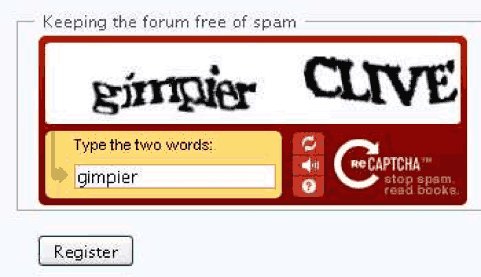 Keeping the forum free of spam
gimpier CLIVE
Type the two words:
gimpier
ReCAPTCHA™
stop spam.
read books.
Register